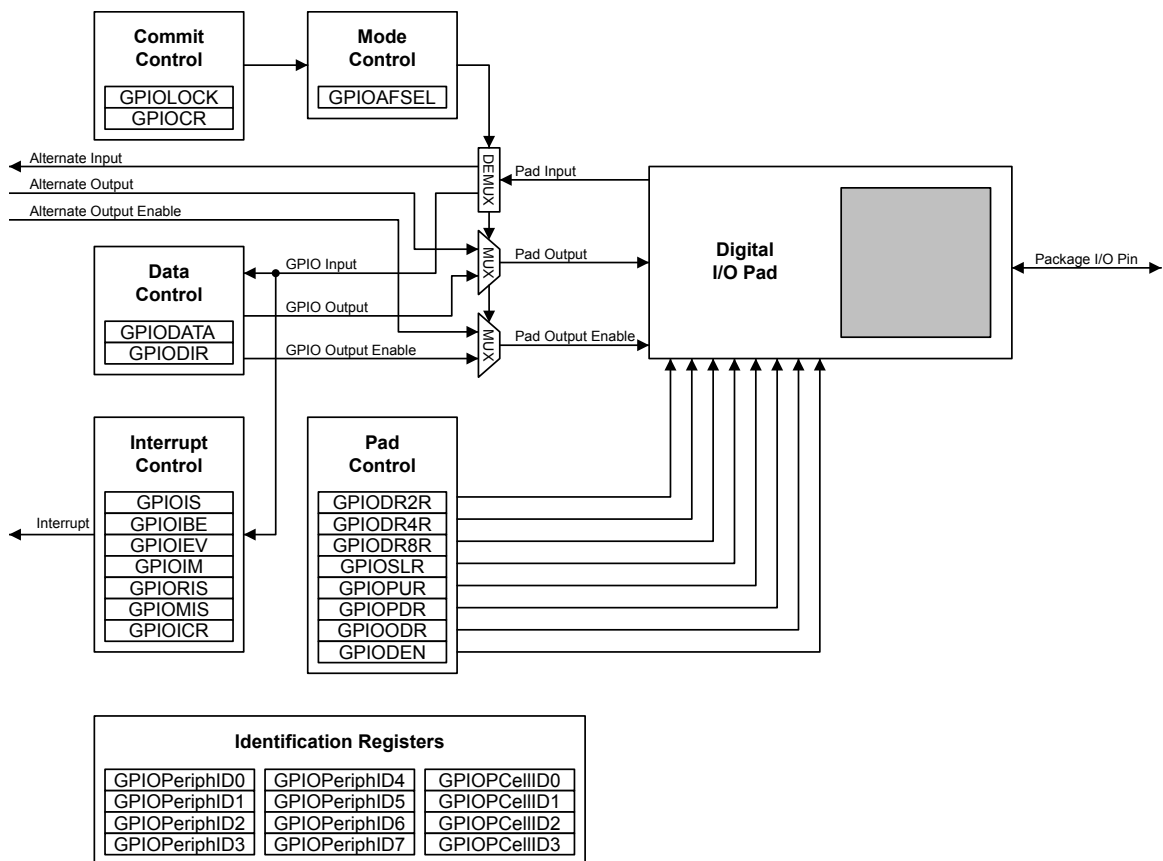 Commit
Control
GPIOLOCK
GPIOCR
Mode
Control
GPIOAFSEL
Alternate Input
Alternate Output
Alternate Output Enable
DEMUX
Pad Input
MUX
Pad Output
MUX
Pad Output Enable
Digital
I/O Pad
Package I/O Pin
Data
Control
GPIODATA
GPIODIR
GPIO Input
GPIO Output
GPIO Output Enable
Interrupt
Control
GPIOIS
GPIOIBE
GPIOIEV
GPIOIM
GPIORIS
GPIOMIS
GPIOICR
Interrupt
Pad
Control
GPIODR2R
GPIODR4R
GPIODR8R
GPIOSLR
GPIOPUR
GPIOPDR
GPIOODR
GPIODEN
Identification Registers
GPIOPeriphID0
GPIOPeriphID1
GPIOPeriphID2
GPIOPeriphID3
GPIOPeriphID4
GPIOPeriphID5
GPIOPeriphID6
GPIOPeriphID7
GPIOPCellID0
GPIOPCellID1
GPIOPCellID2
GPIOPCellID3